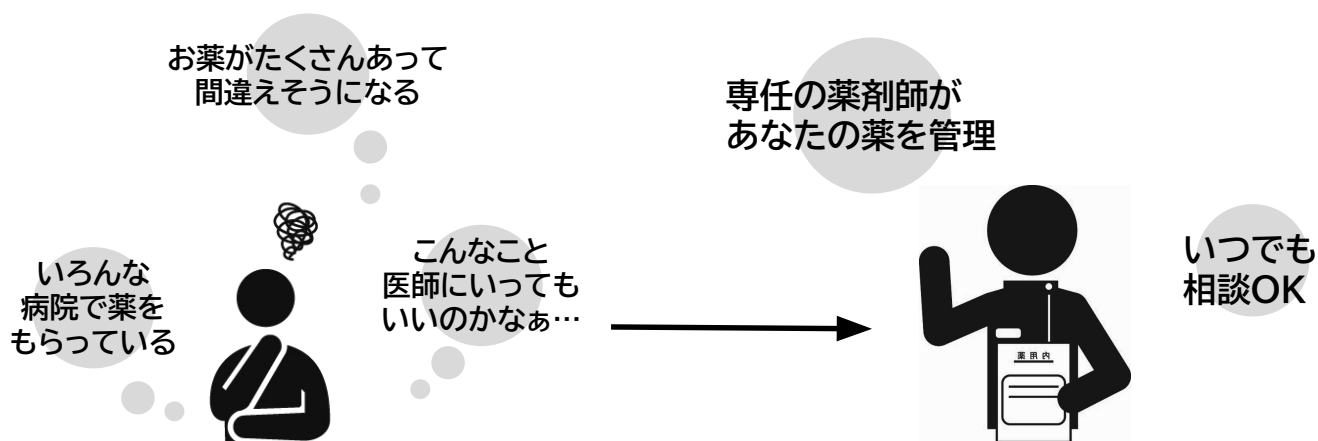 お薬がたくさんあって
間違えそうになる
いろんな
病院で薬を
もらっている
こんなこと
医師にいっても
いいのかなぁ…
専任の薬剤師が
あなたの薬を管理
いつでも
相談OK
薬用内